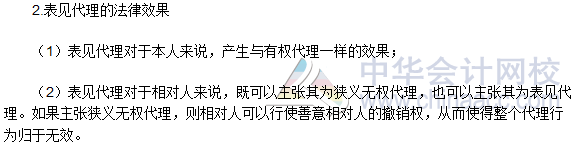 2.表见代理的法律效果
（1）表见代理对于本人来说，产生与有权代理一样的效果；
（2）表见代理对于相对人来说，既可以主张其为狭义无权代理，也可以主张其为表见代
理。如果主张狭义无权代理，则相对人可以行使善意相对人的撤销权，从而使得整个代理行
为归于无效。
中华会计网校